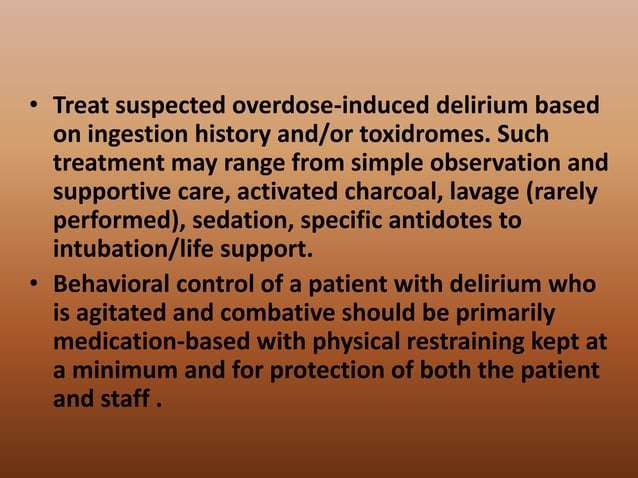 • Treat suspected overdose-induced delirium based
on ingestion history and/or toxidromes. Such
treatment may range from simple observation and
supportive care, activated charcoal, lavage (rarely
performed), sedation, specific antidotes to
intubation/life support.
• Behavioral control of a patient with delirium who
is agitated and combative should be primarily
medication-based with physical restraining kept at
a minimum and for protection of both the patient
and staff .